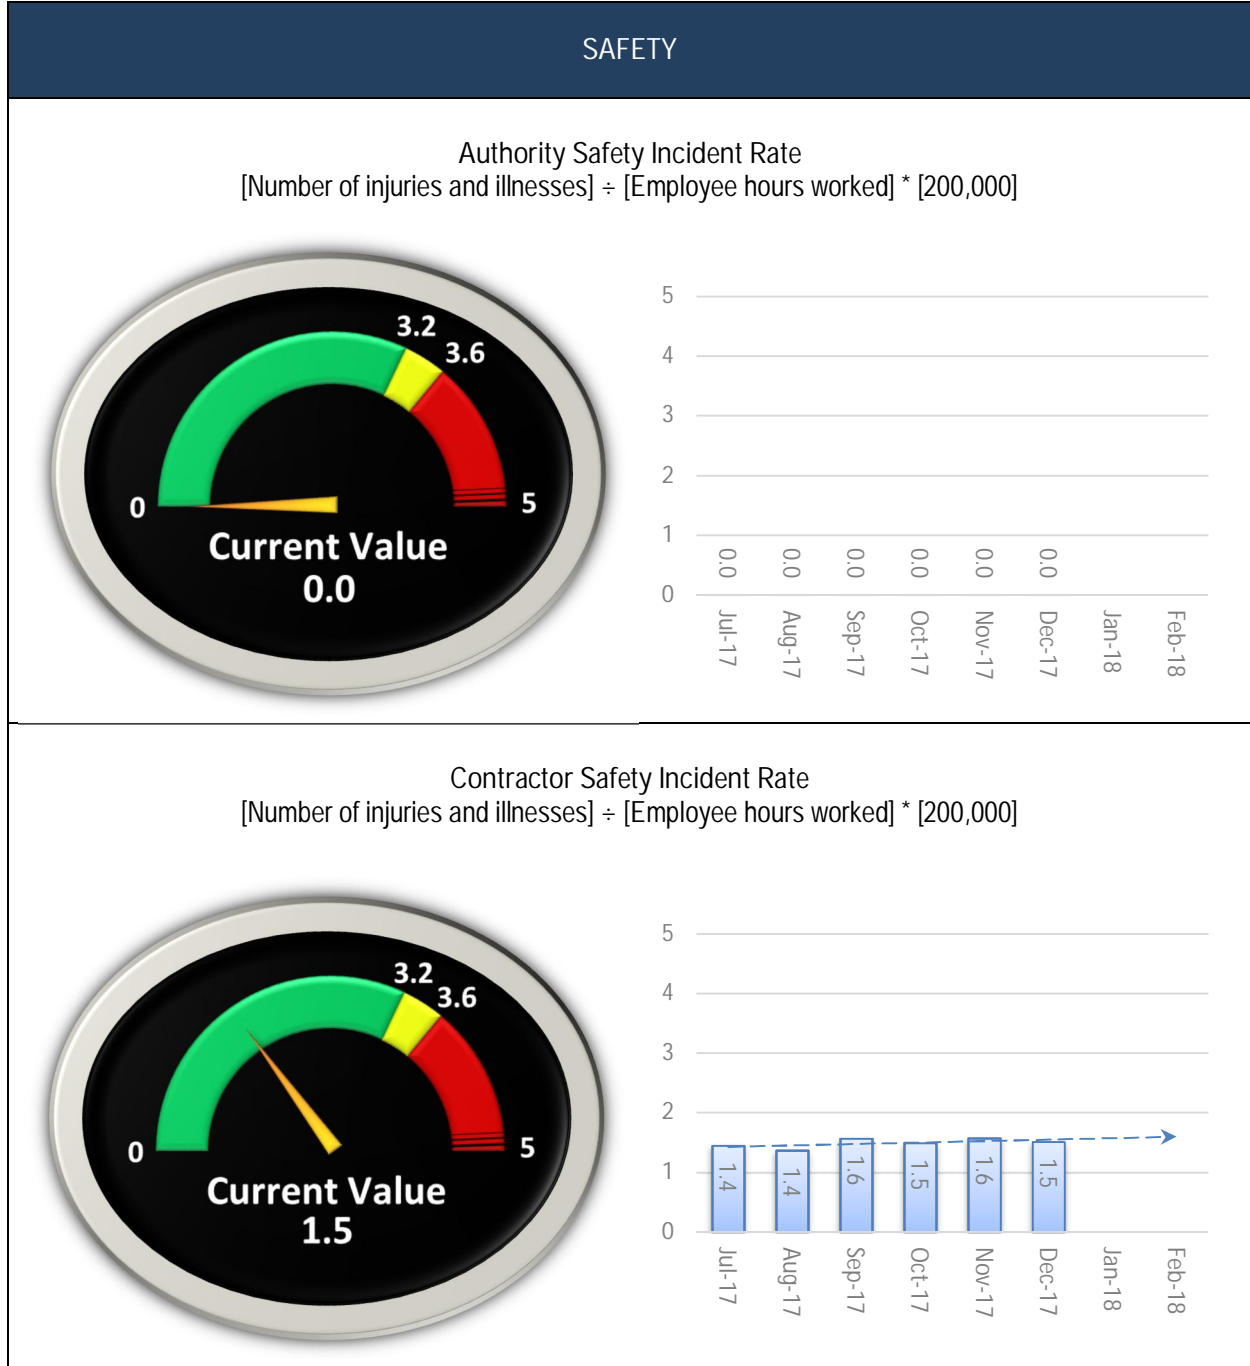 SAFETY
Authority Safety Incident Rate
[Number of injuries and illnesses] ÷ [Employee hours worked] * [200,000]
3.2
3.6
0
5
Current Value
0.0
5
4
3
2
1
0
0.0
0.0
0.0
0.0
0.0
0.0
Jul-17
Aug-17
Sep-17
Oct-17
Nov-17
Dec-17
Jan-18
Feb-18
Contractor Safety Incident Rate
[Number of injuries and illnesses] ÷ [Employee hours worked] * [200,000]
3.2
3.6
0
5
Current Value
1.5
5
4
3
2
1
0
1.4
1.4
1.6
1.5
1.6
1.5
Jul-17
Aug-17
Sep-17
Oct-17
Nov-17
Dec-17
Jan-18
Feb-18